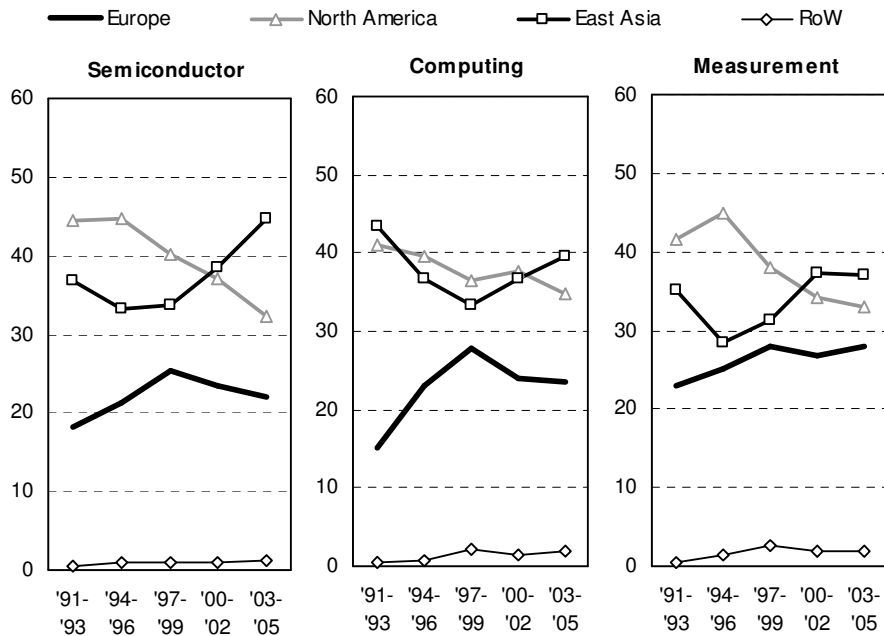 Europe North America East Asia RoW
Semiconductor Computing Measurement
60 60 60
50 50 50
40 40 40
30 30 30
20 20 20
10 10 10
0 0 0
'91- '94- '97- '00- '03- '91- '94- '97- '00- '03- '91- '94- '97- '00- '03-
'93 '96 '99 '02 '05 '93 '96 '99 '02 '05 '93 '96 '99 '02 '05